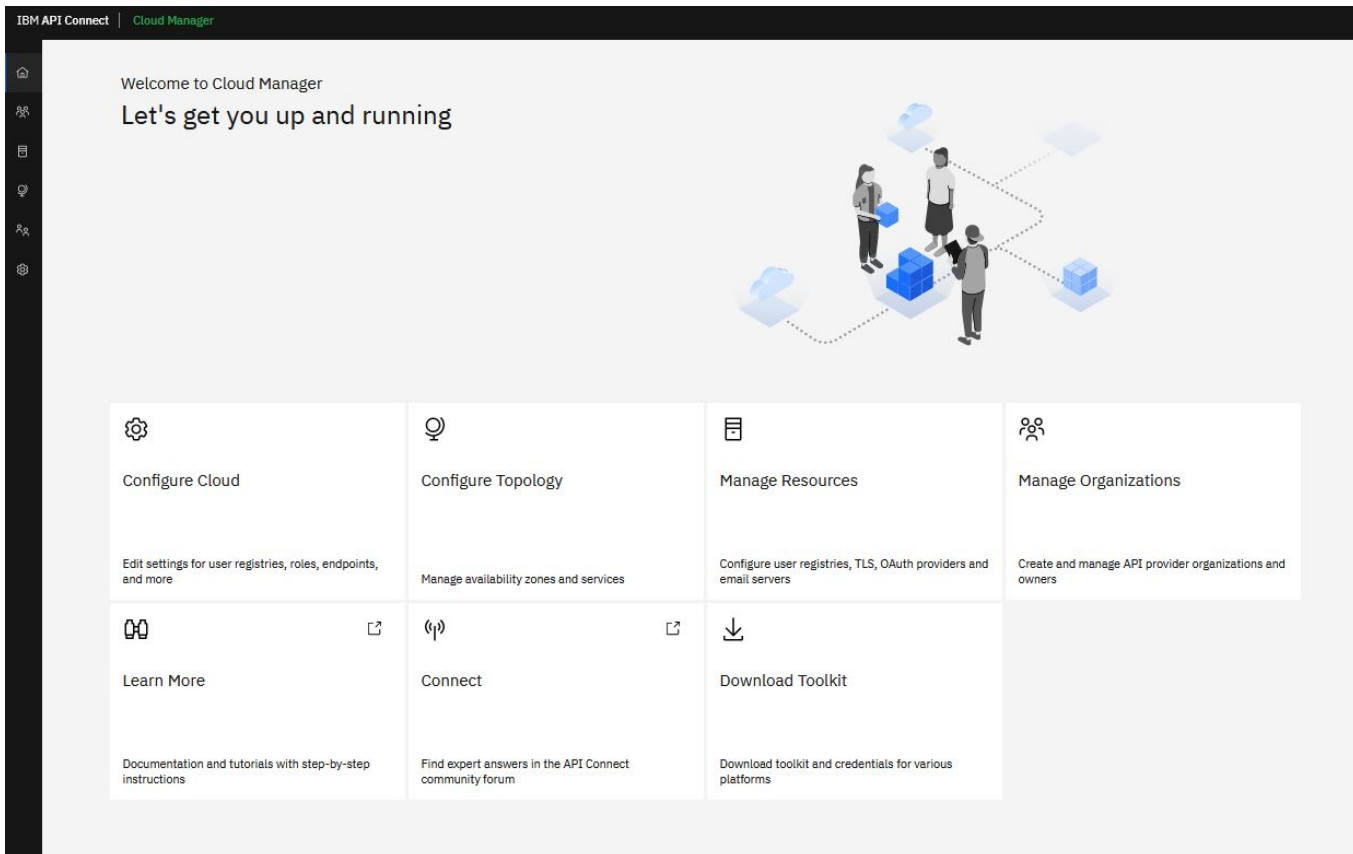 IBM API Connect | Cloud Manager
Welcome to Cloud Manager
Let's get you up and running
Configure Cloud
Edit settings for user registries, roles, endpoints,
and more
Configure Topology
Manage availability zones and services
Manage Resources
Configure user registries, TLS, OAuth providers and
email servers
Manage Organizations
Create and manage API provider organizations and
owners
Learn More
Documentation and tutorials with step-by-step
instructions
Connect
Find expert answers in the API Connect
community forum
Download Toolkit
Download toolkit and credentials for various
platforms